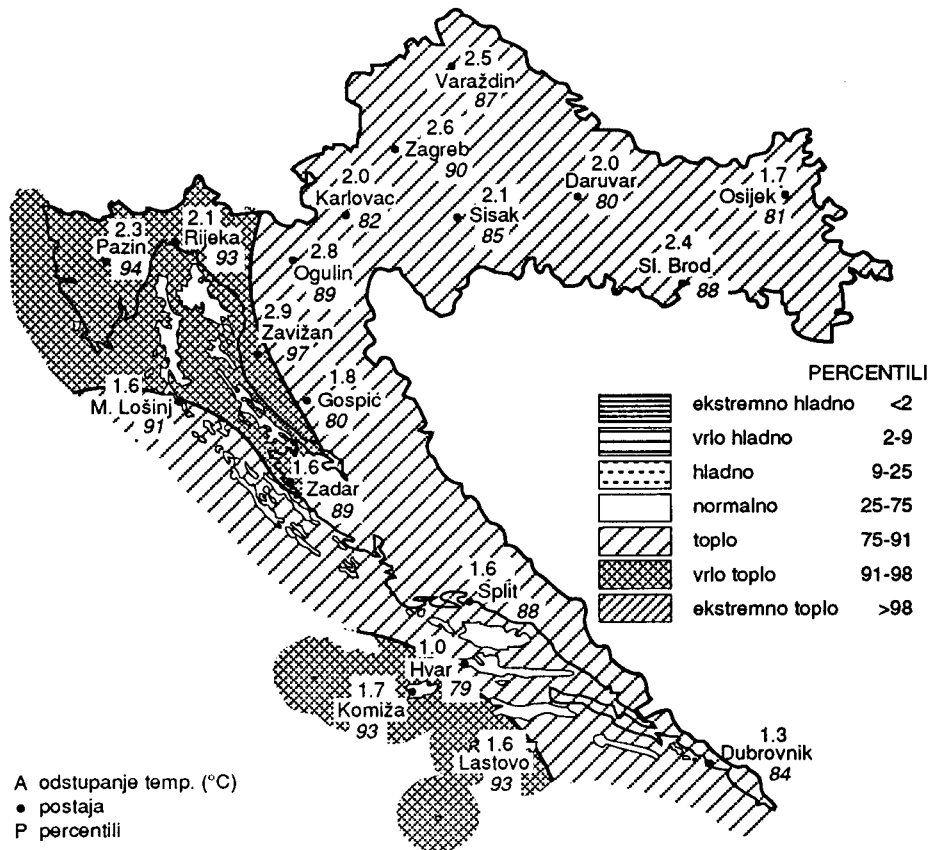 2.5
Varaždin
87
2.6
Zagreb
90
2.0
Karlovac
82
2.1
Sisak
85
2.0
Daruvar
80
1.7
Osijek
81
2.4
Sl. Brod
88
2.3
Pazin
94
2.1
Rijeka
93
2.8
Ogulin
89
2.9
Zavižan
97
1.6
M. Lošinj
91
1.8
Gospić
80
1.6
Zadar
89
1.6
Split
88
1.0
Hvar
79
1.7
Komiža
93
1.6
Lastovo
93
1.3
Dubrovnik
84
PERCENTILI
ekstremno hladno <2
vrlo hladno 2-9
hladno 9-25
normalno 25-75
toplo 75-91
vrlo toplo 91-98
ekstremno toplo >98
A odstupanje temp. (°C)
• postaja
P percentili